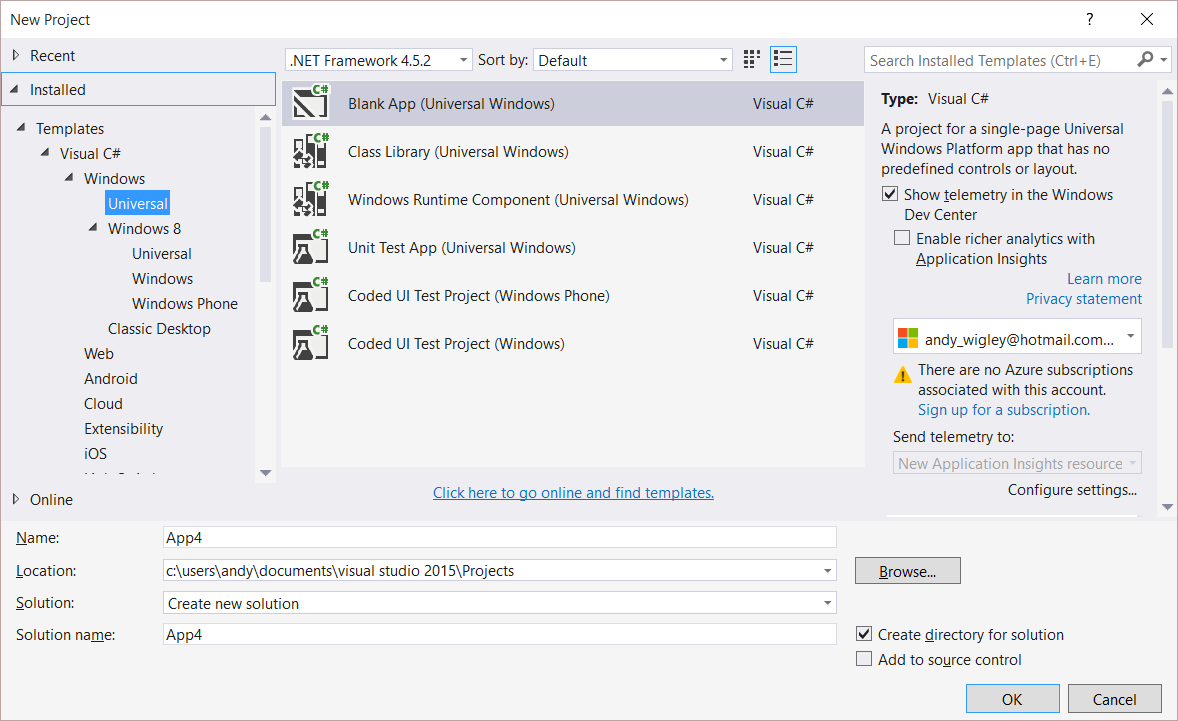 New Project
?
Recent
.NET Framework 4.5.2
Sort by:
Default
Search Installed Templates (Ctrl+E)
Installed
Templates
Visual C#
Windows
Universal
Windows 8
Universal
Windows
Windows Phone
Classic Desktop
Web
Android
Cloud
Extensibility
iOS
Online
C#
Blank App (Universal Windows)
Visual C#
C#
Class Library (Universal Windows)
Visual C#
C#
Windows Runtime Component (Universal Windows)
Visual C#
C#
Unit Test App (Universal Windows)
Visual C#
C#
Coded UI Test Project (Windows Phone)
Visual C#
C#
Coded UI Test Project (Windows)
Visual C#
Click here to go online and find templates.
Type: Visual C#
A project for a single-page Universal
Windows Platform app that has no
predefined controls or layout.
Show telemetry in the Windows
Dev Center
Enable richer analytics with
Application Insights
Learn more
Privacy statement
andy_wigley@hotmail.com...
There are no Azure subscriptions
associated with this account.
Sign up for a subscription.
Send telemetry to:
New Application Insights resource
Configure settings...
Name:
App4
Location:
c:\users\andy\documents\visual studio 2015\Projects
Browse...
Solution:
Create new solution
Solution name:
App4
Create directory for solution
Add to source control
OK
Cancel